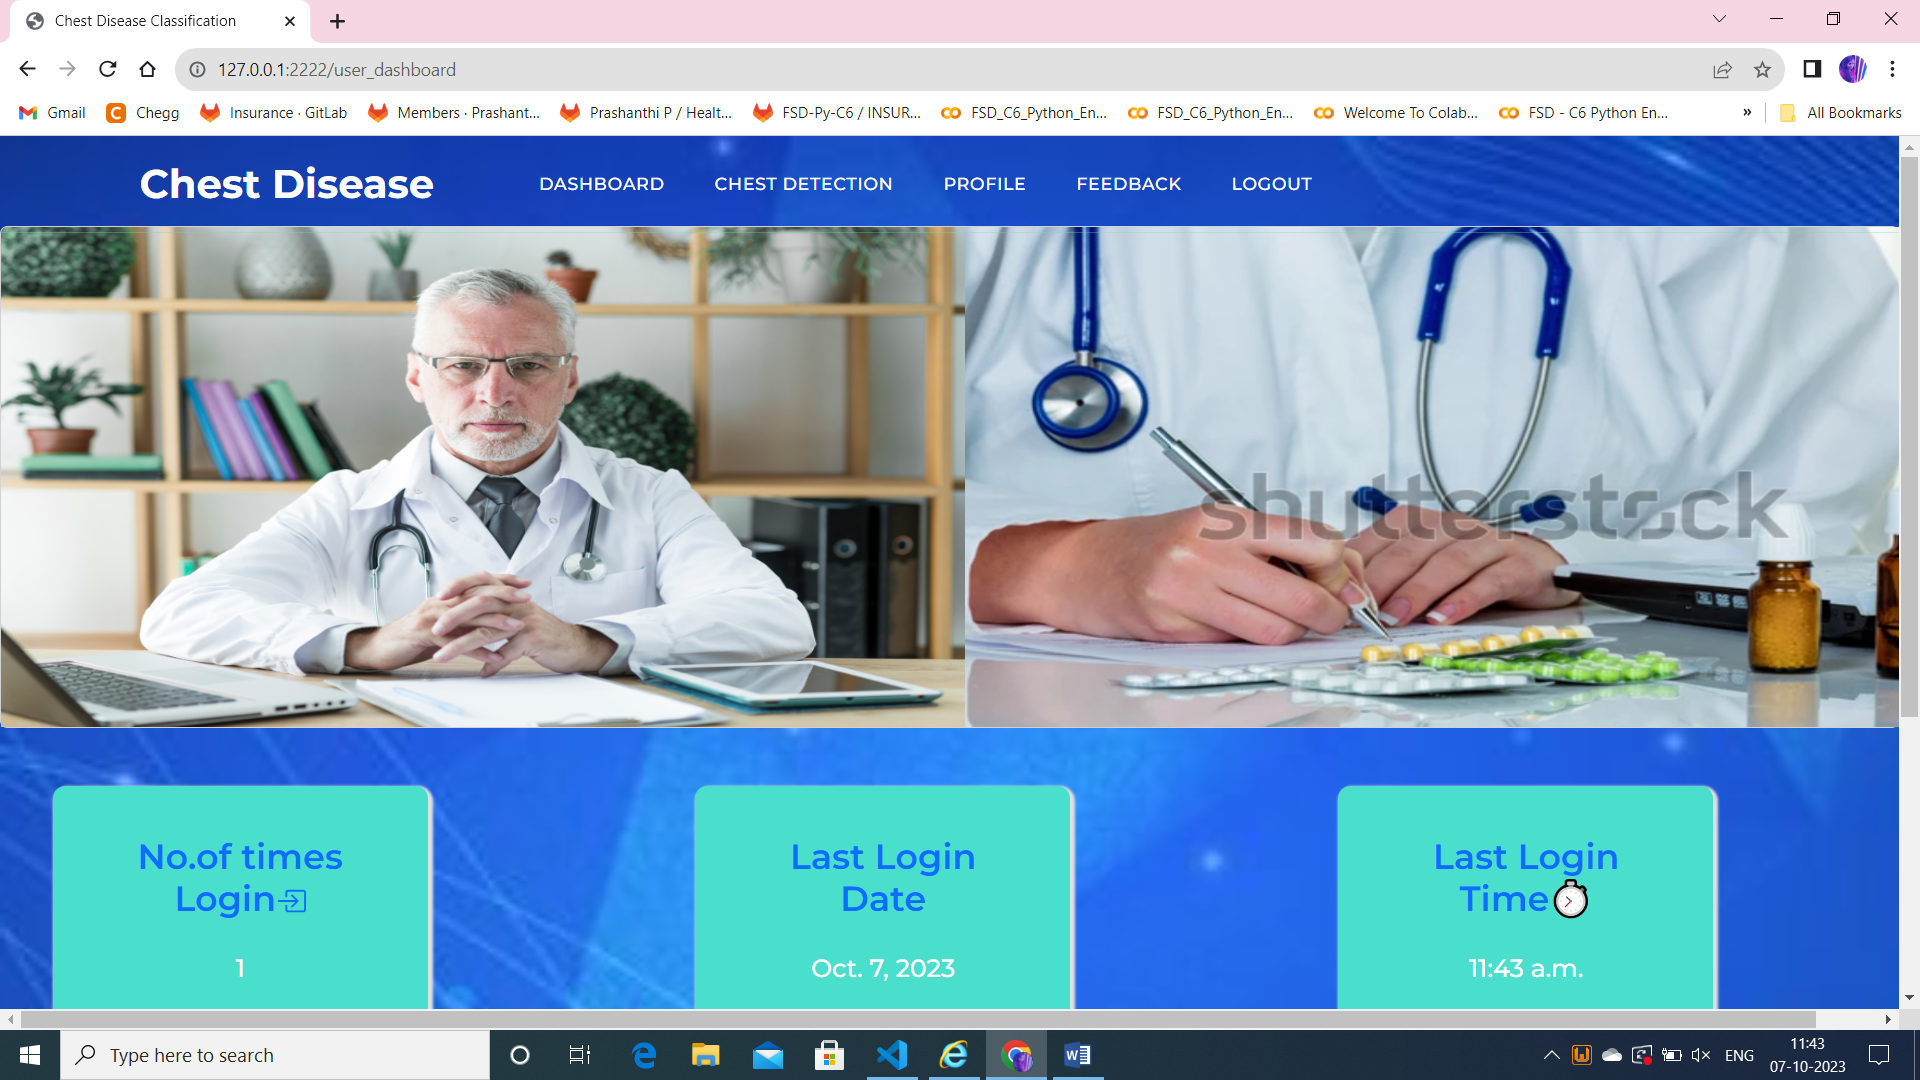 Chest Disease Classification
127.0.0.1:2222/user_dashboard
Gmail
Chegg
Insurance · GitLab
Members · Prashant...
Prashanthi P / Healt...
FSD-Py-C6 / INSUR...
FSD_C6_Python_En...
FSD_C6_Python_En...
Welcome To Colab...
FSD - C6 Python En...
»
All Bookmarks
Chest Disease
DASHBOARD
CHEST DETECTION
PROFILE
FEEDBACK
LOGOUT
shutterstock
No.of times
Login
1
Last Login
Date
Oct. 7, 2023
Last Login
Time
11:43 a.m.
Type here to search
ENG
11:43
07-10-2023